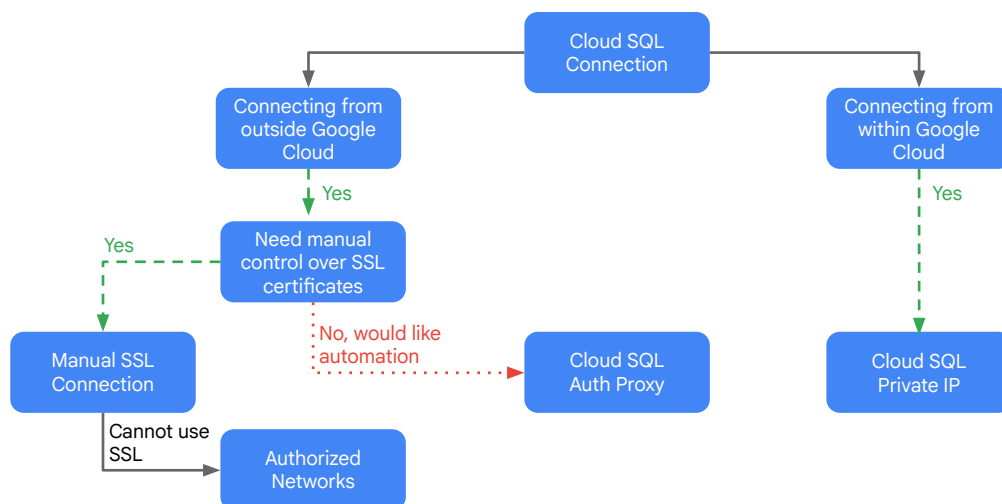 Cloud SQL
Connection
Connecting from
outside Google
Cloud
Connecting from
within Google
Cloud
Yes
Yes
Need manual
control over SSL
certificates
Yes
No, would like
automation
Manual SSL
Connection
Cloud SQL
Auth Proxy
Cloud SQL
Private IP
Cannot use
SSL
Authorized
Networks